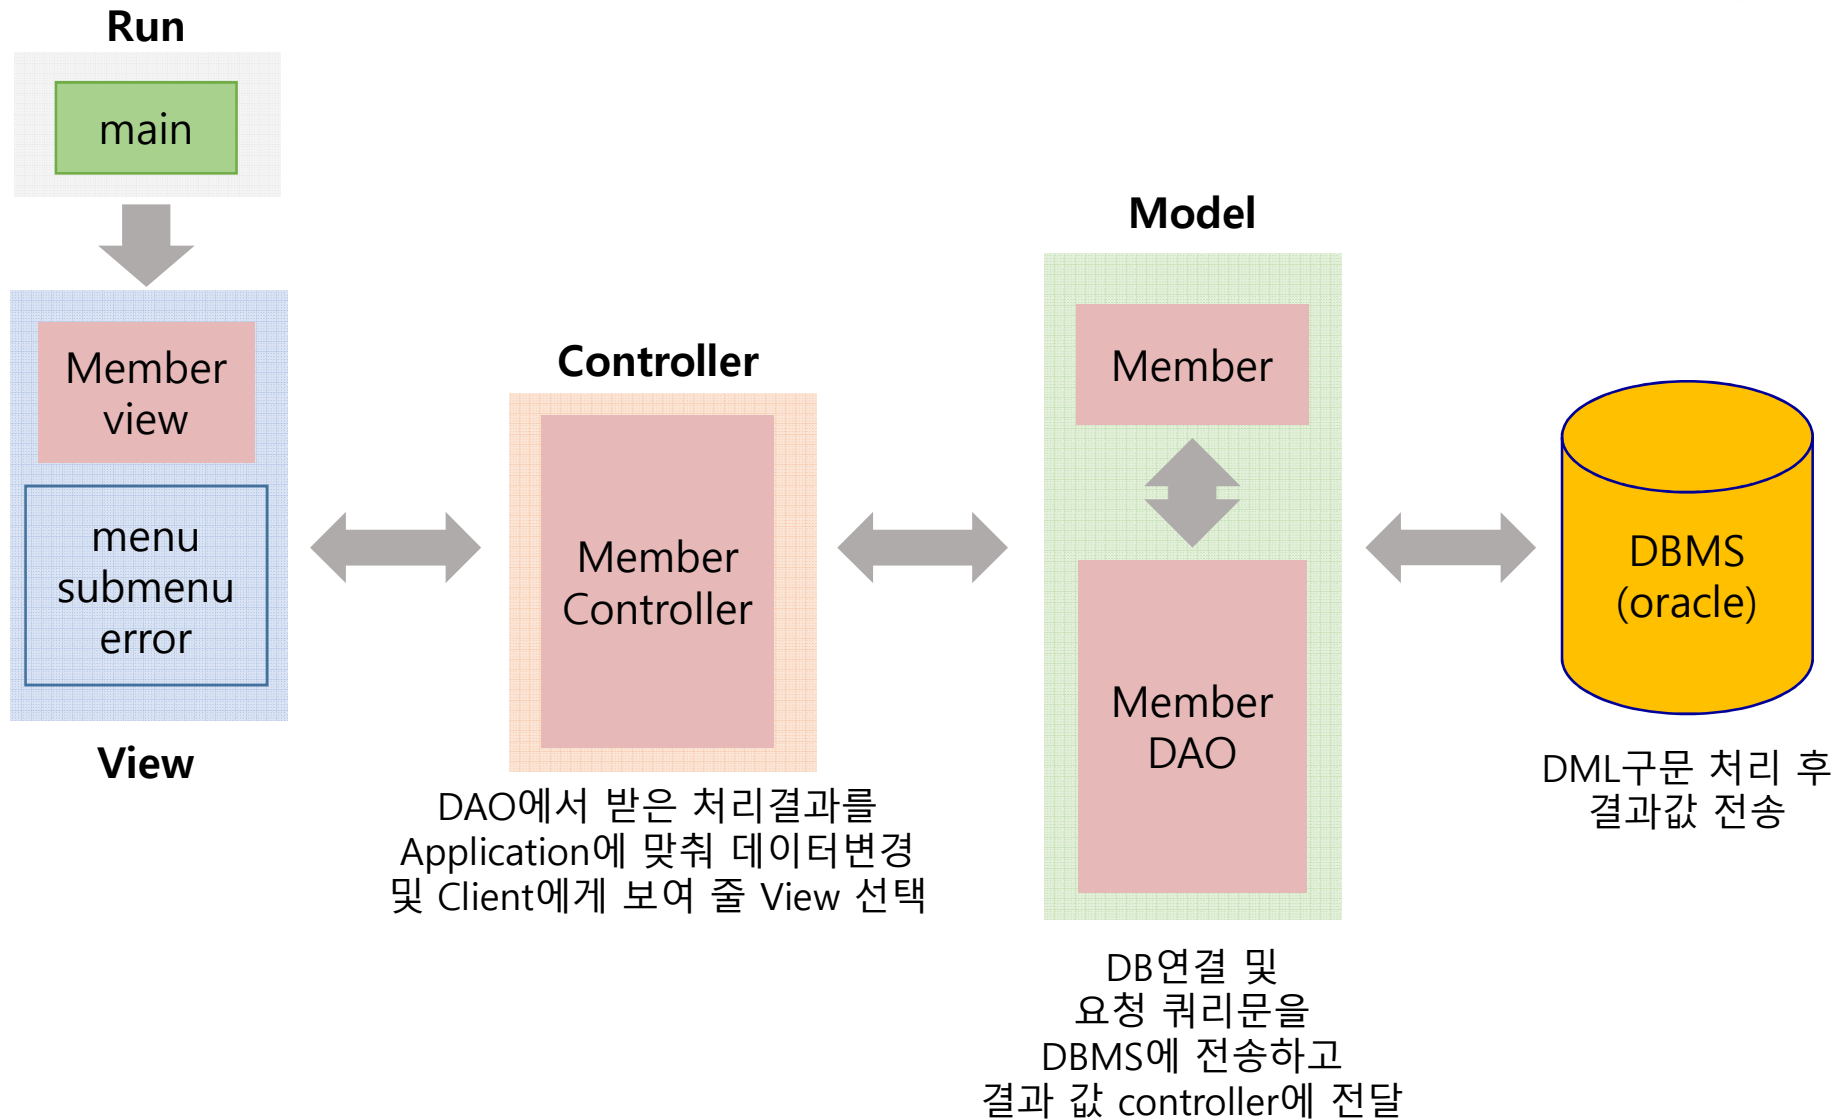 Run
main
Member
view
menu
submenu
error
View
Controller
Member
Controller
DAO에서 받은 처리결과를
Application에 맞춰 데이터변경
및 Client에게 보여 줄 View 선택
Model
Member
Member
DAO
DB연결 및
요청 쿼리문을
DBMS에 전송하고
결과 값 controller에 전달
DBMS
(oracle)
DML구문 처리 후
결과값 전송